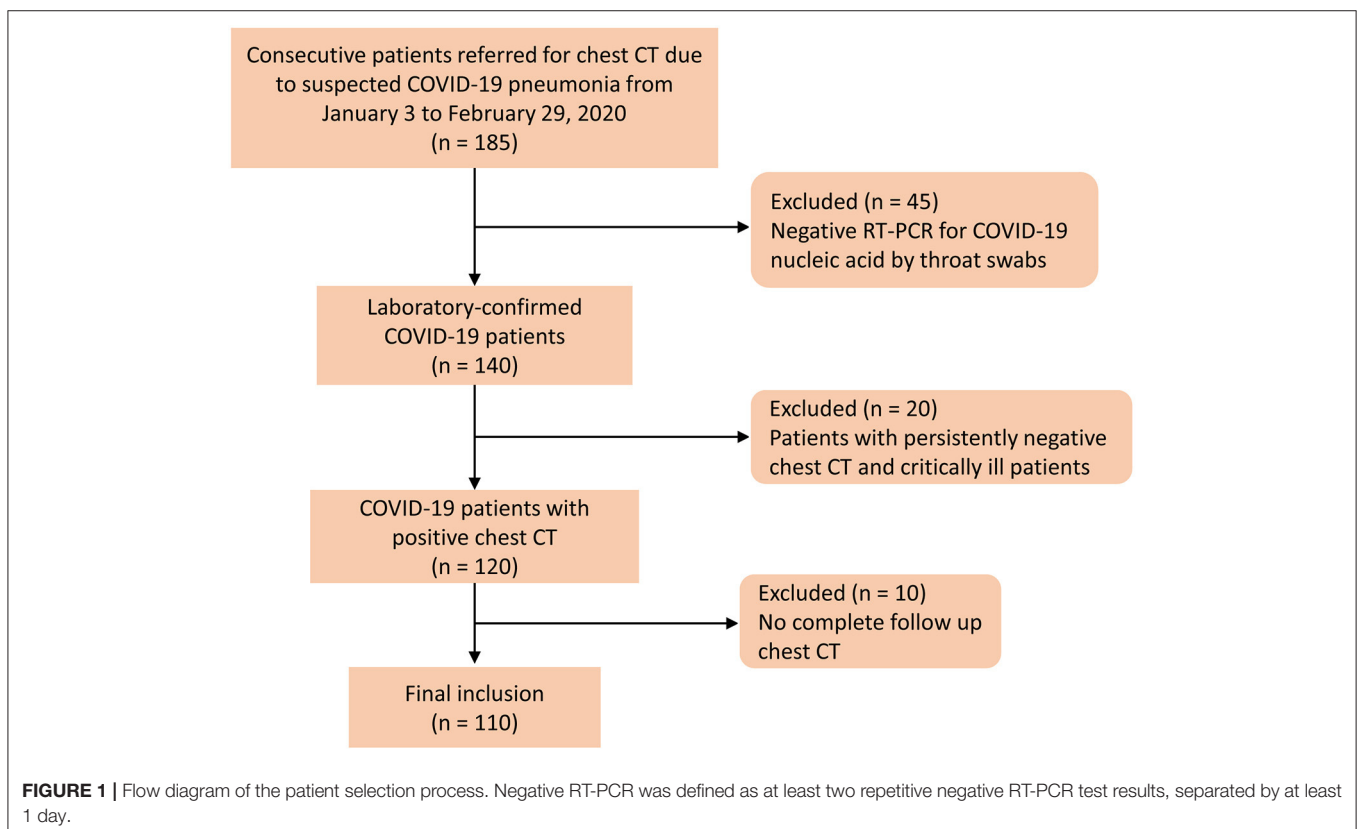 Consecutive patients referred for chest CT due
to suspected COVID-19 pneumonia from
January 3 to February 29, 2020
(n = 185)
Excluded (n = 45)
Negative RT-PCR for COVID-19
nucleic acid by throat swabs
Laboratory-confirmed
COVID-19 patients
(n = 140)
Excluded (n = 20)
Patients with persistently negative
chest CT and critically ill patients
COVID-19 patients with
positive chest CT
(n = 120)
Excluded (n = 10)
No complete follow up
chest CT
Final inclusion
(n = 110)
FIGURE 1 | Flow diagram of the patient selection process. Negative RT-PCR was defined as at least two repetitive negative RT-PCR test results, separated by at least
1 day.